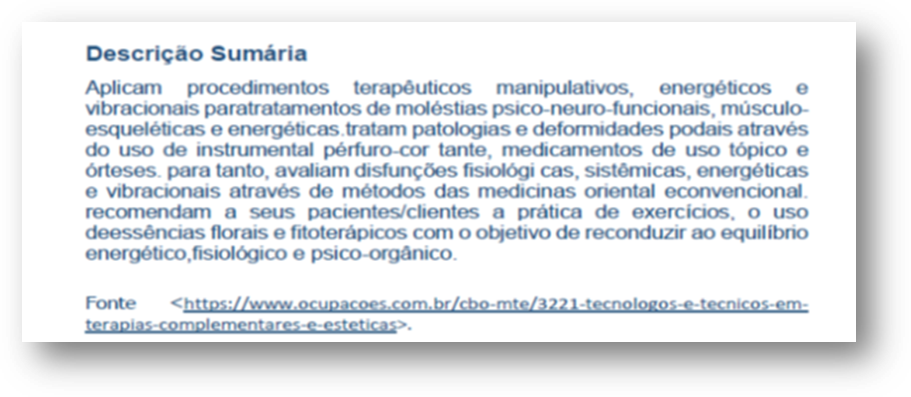 Descrição Sumária
Aplicam procedimentos terapêuticos manipulativos, energéticos e
vibracionais paratratamentos de moléstias psico-neuro-funcionais, músculo-
esqueléticas e energéticas.tratam patologias e deformidades podais através
do uso de instrumental pérfuro-cor tante, medicamentos de uso tópico e
órteses. para tanto, avaliam disfunções fisiológi cas, sistêmicas, energéticas
e vibracionais através de métodos das medicinas oriental econvencional.
recomendam a seus pacientes/clientes a prática de exercícios, o uso
deessências florais e fitoterápicos com o objetivo de reconduzir ao equilíbrio
energético,fisiológico e psico-orgânico.
Fonte <https://www.ocupacoes.com.br/cbo-mte/3221-tecnologos-e-tecnicos-em-
terapias-complementares-e-esteticas>.